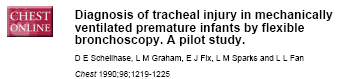 CHEST
ONLINE
Diagnosis of tracheal injury in mechanically
ventilated premature infants by flexible
bronchoscopy. A pilot study.
D E Schellhase, L M Graham, E J Fix, L M Sparks and L L Fan
Chest 1990;98;1219-1225